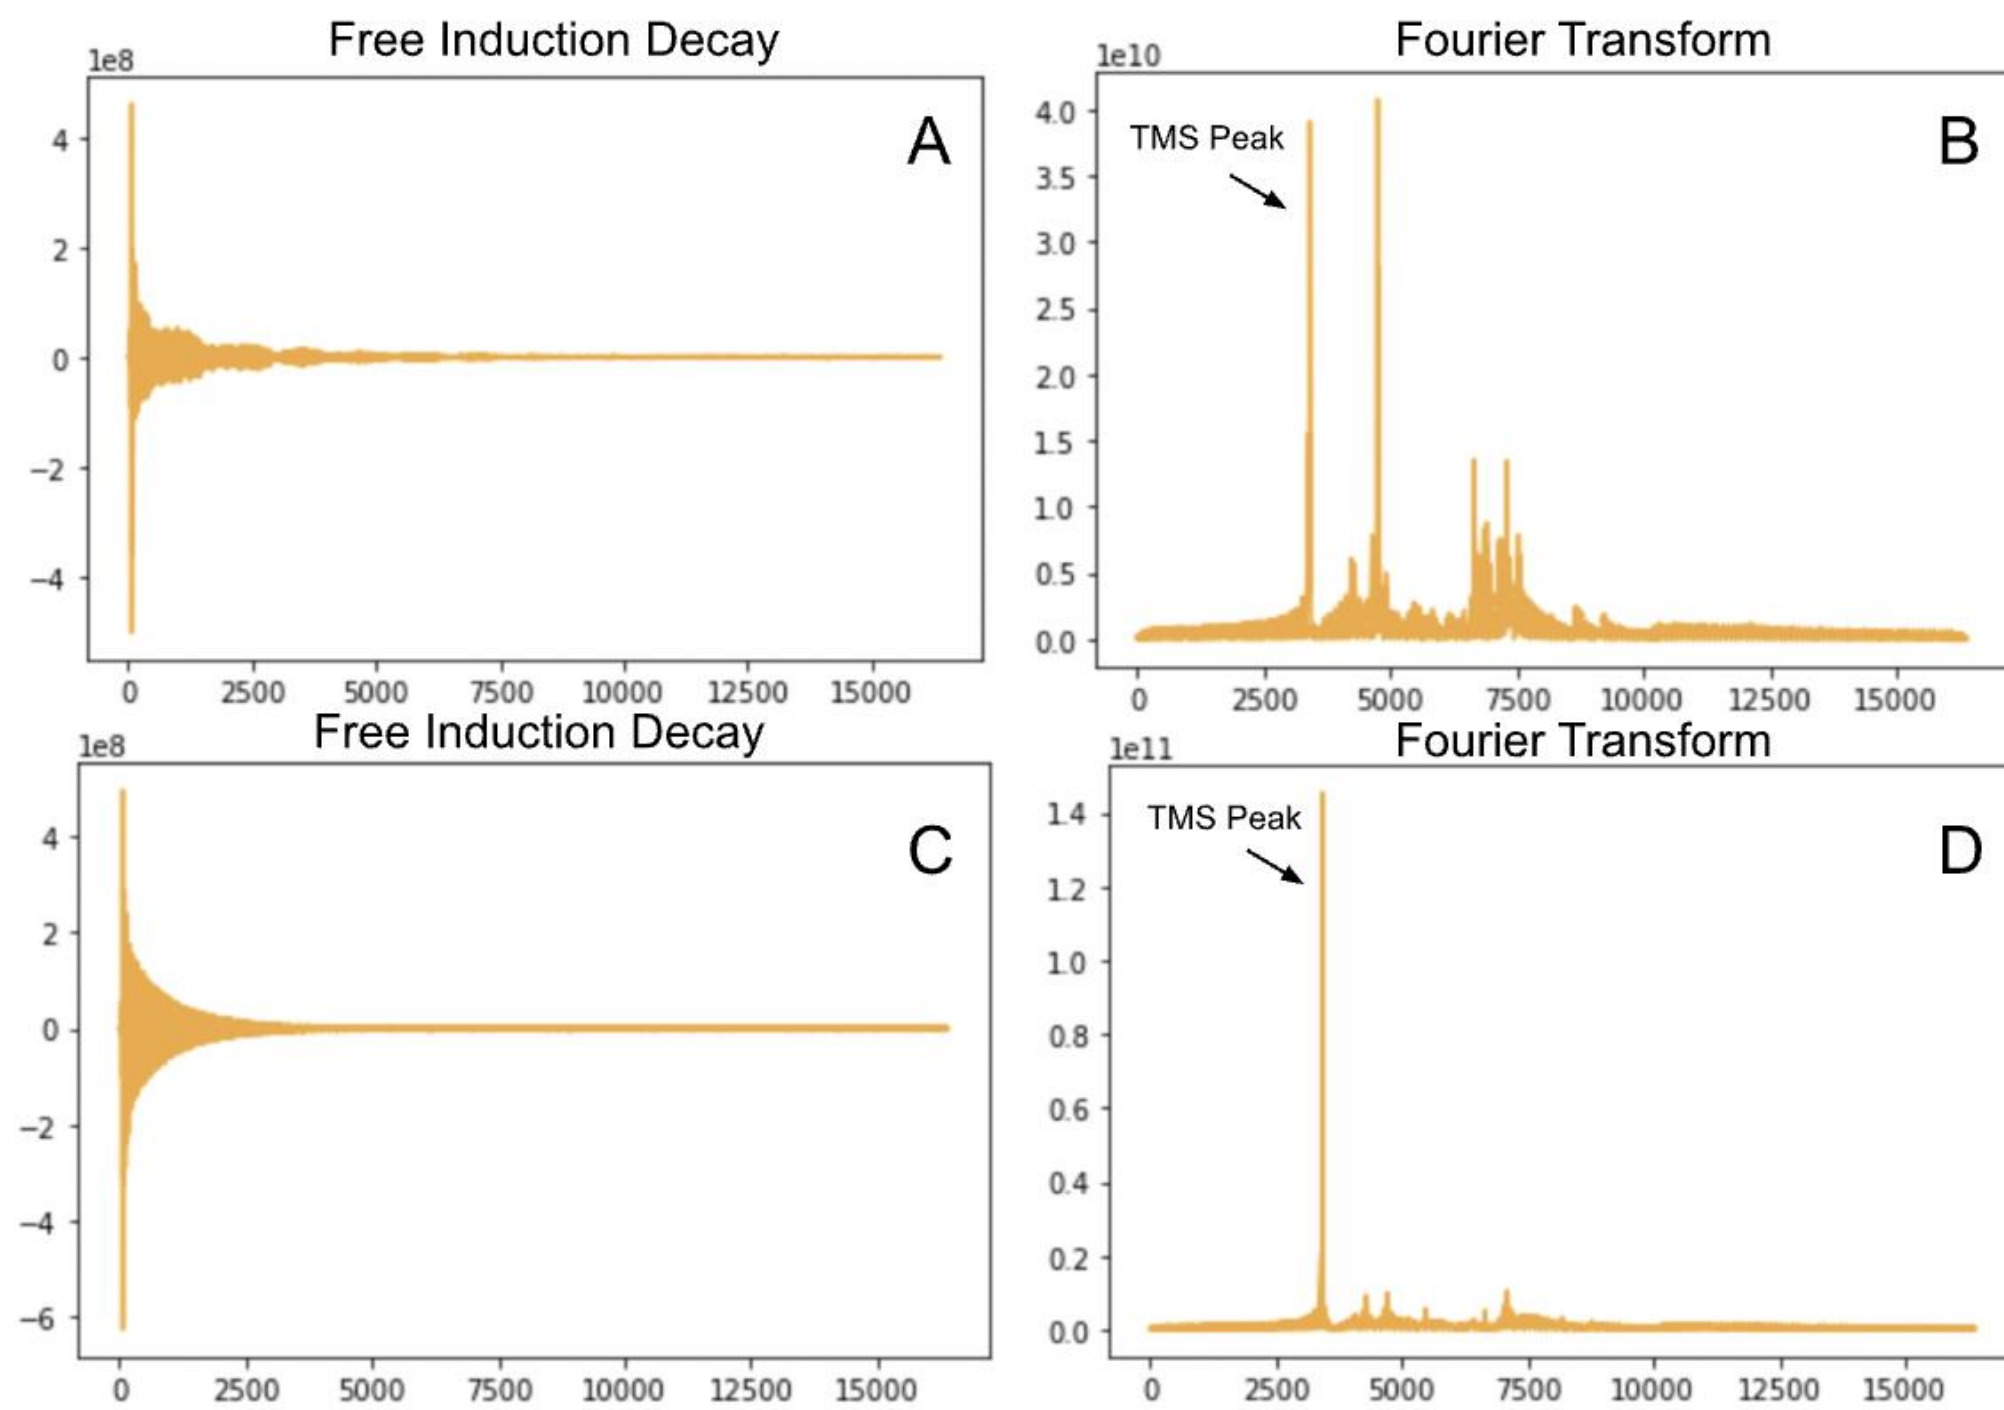 Free Induction Decay
1e8
A
4
2
0
−2
−4
0 2500 5000 7500 10000 12500 15000
Fourier Transform
1e10
TMS Peak
B
4.0
3.5
3.0
2.5
2.0
1.5
1.0
0.5
0.0
0 2500 5000 7500 10000 12500 15000
Free Induction Decay
1e8
C
4
2
0
−2
−4
−6
0 2500 5000 7500 10000 12500 15000
Fourier Transform
1e11
TMS Peak
D
1.4
1.2
1.0
0.8
0.6
0.4
0.2
0.0
0 2500 5000 7500 10000 12500 15000